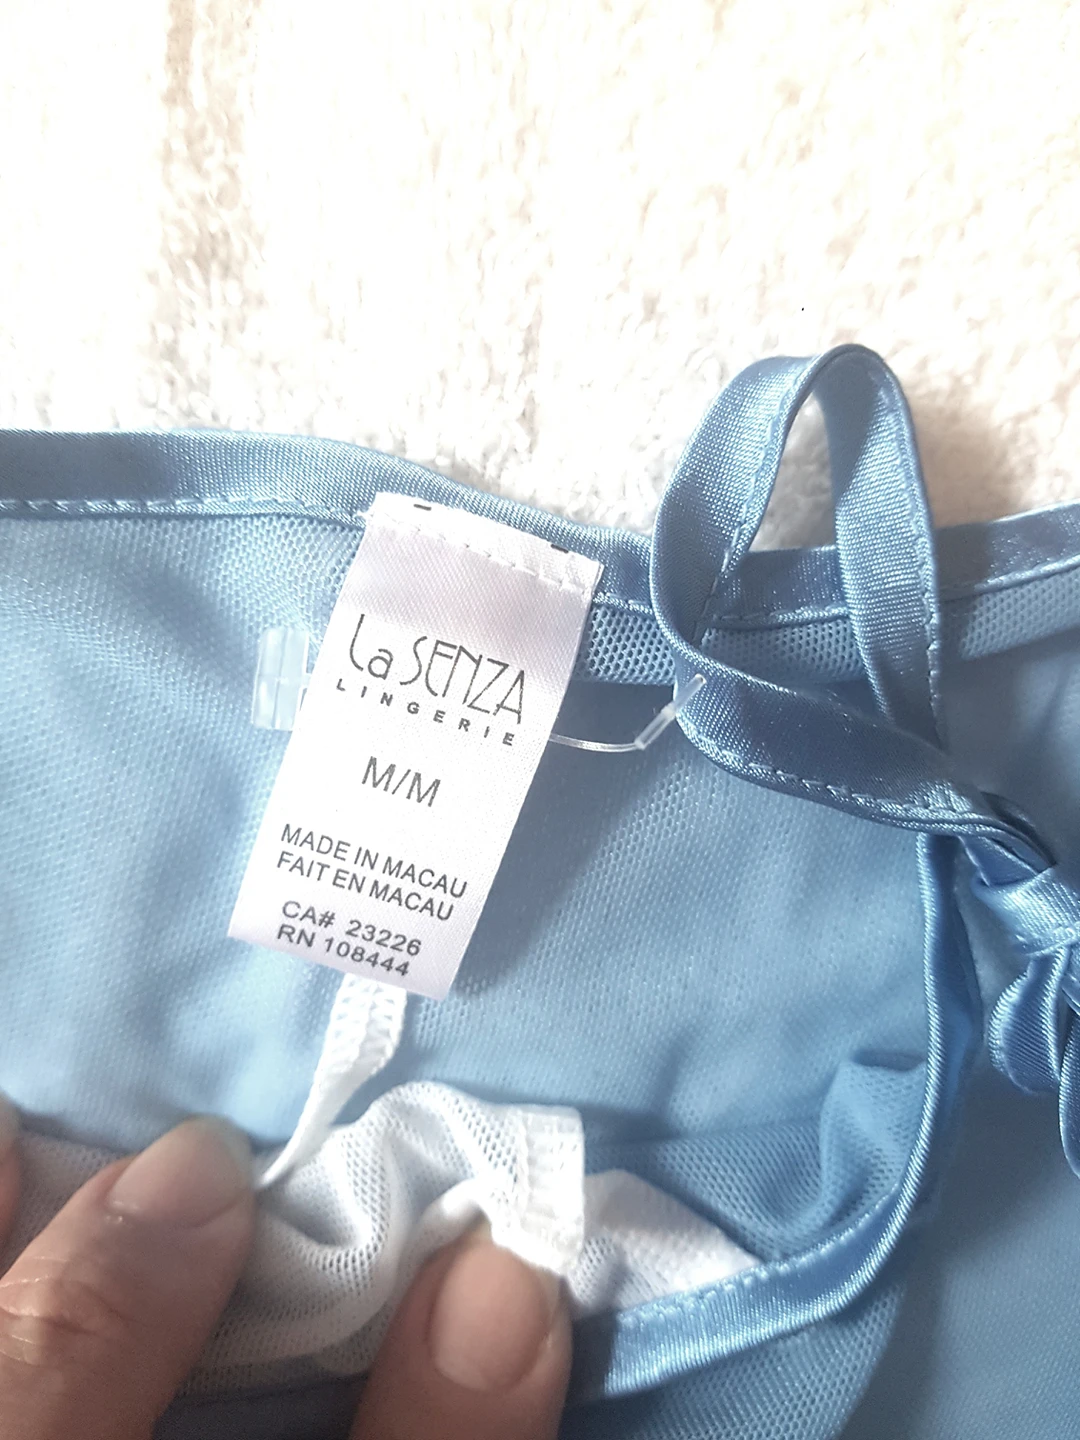 La SENZA
LINGERIE
M/M
MADE IN MACAU
FAIT EN MACAU
CA# 23226
RN 108444